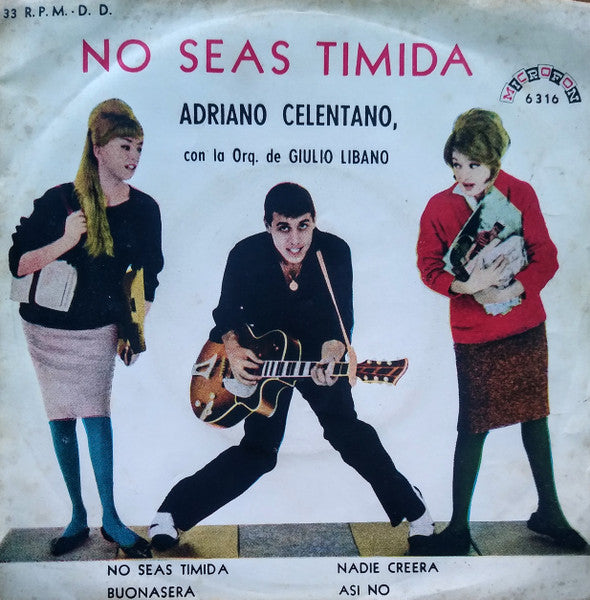 33 R.P.M. - D. D.
NO SEAS TIMIDA
MICROFON
6316
ADRIANO CELENTANO,
con la Orq. de GIULIO LIBANO
NO SEAS TIMIDA
NADIE CREERA
BUONASERA
ASI NO